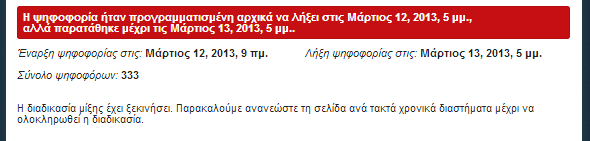 Η ψηφοφορία ήταν προγραμματισμένη αρχικά να λήξει στις Μάρτιος 12, 2013, 5 μμ.,
αλλά παρατάθηκε μέχρι τις Μάρτιος 13, 2013, 5 μμ..
Έναρξη ψηφοφορίας στις: Μάρτιος 12, 2013, 9 πμ. Λήξη ψηφοφορίας στις: Μάρτιος 13, 2013, 5 μμ.
Σύνολο ψηφοφόρων: 333
Η διαδικασία μίξης έχει ξεκινήσει. Παρακαλούμε ανανεώστε τη σελίδα ανά τακτά χρονικά διαστήματα μέχρι να
ολοκληρωθεί η διαδικασία.